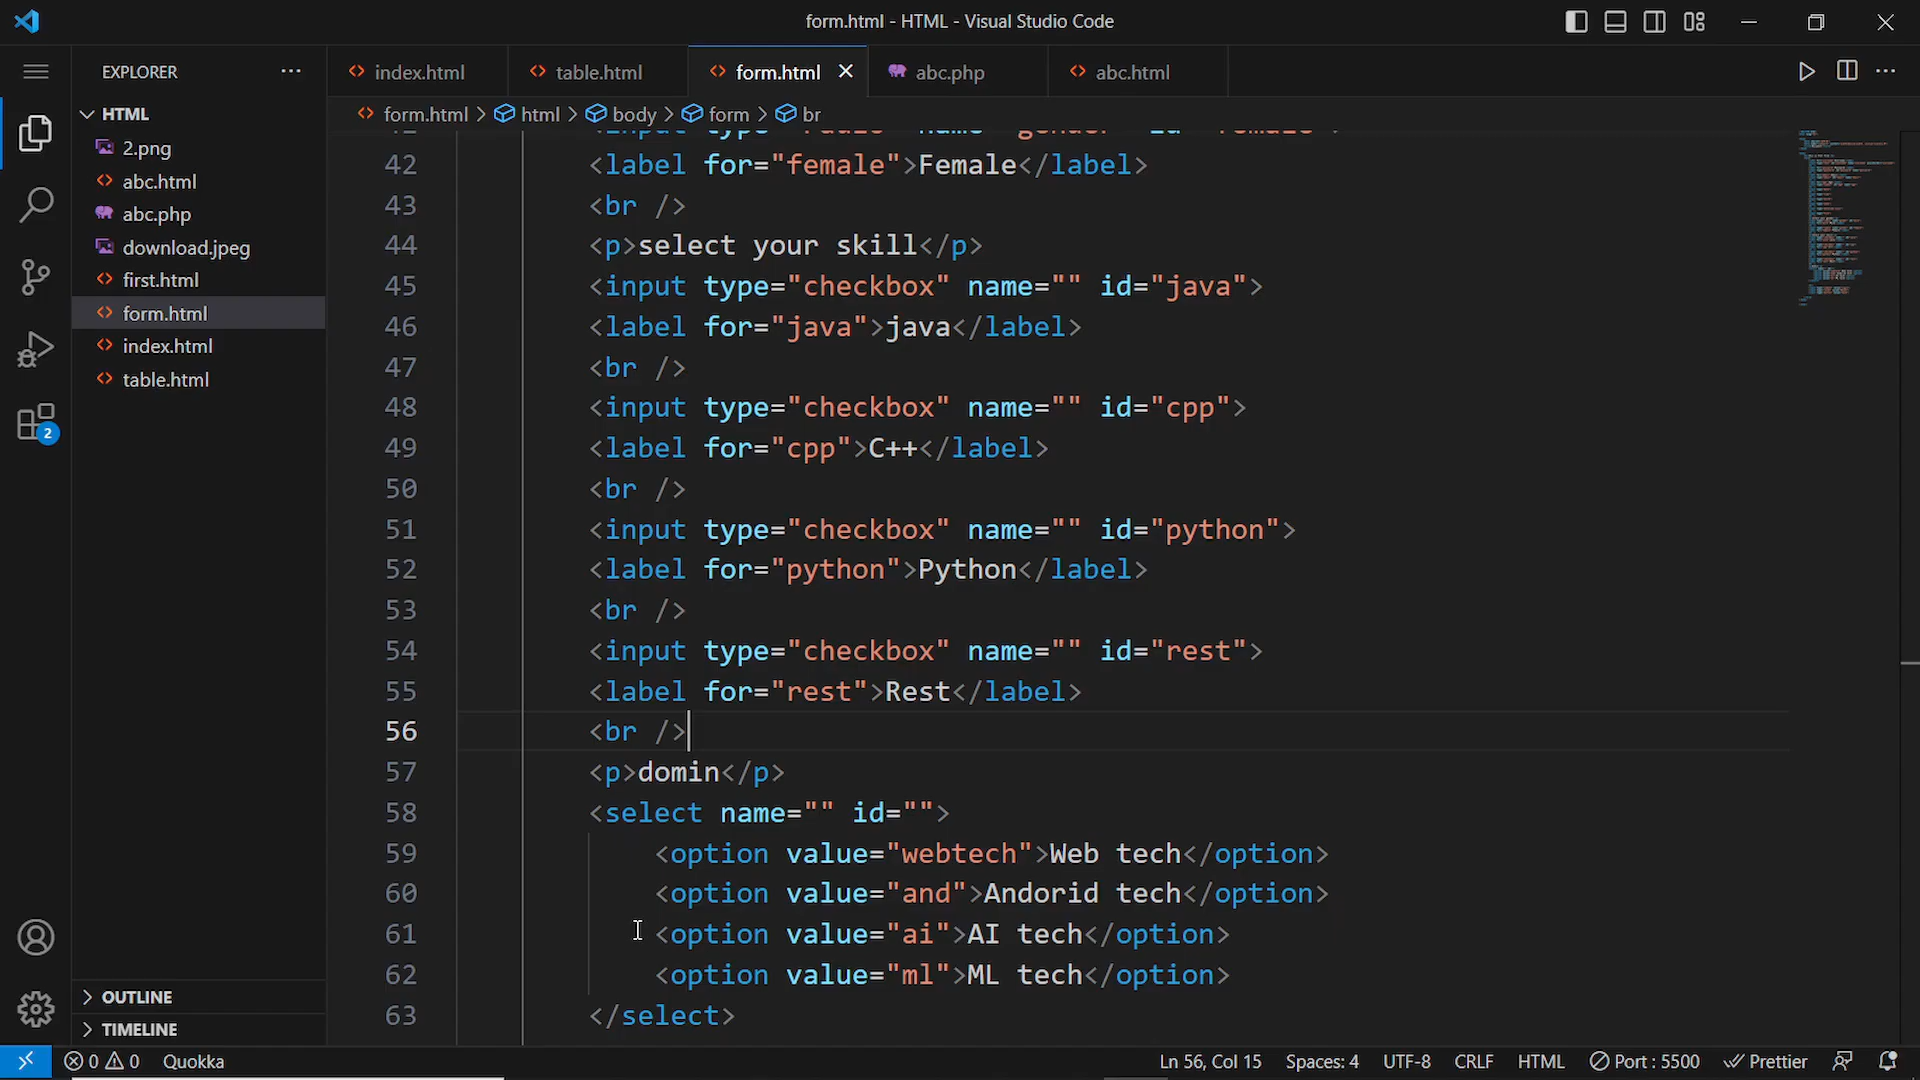 form.html - HTML - Visual Studio Code
EXPLORER
index.html
table.html
form.html
abc.php
abc.html
HTML
form.html > html > body > form > br
2.png
abc.html
abc.php
download.jpeg
first.html
form.html
index.html
table.html
OUTLINE
TIMELINE
42 <label for="female">Female</label>
43 <br />
44 <p>select your skill</p>
45 <input type="checkbox" name="" id="java">
46 <label for="java">java</label>
47 <br />
48 <input type="checkbox" name="" id="cpp">
49 <label for="cpp">C++</label>
50 <br />
51 <input type="checkbox" name="" id="python">
52 <label for="python">Python</label>
53 <br />
54 <input type="checkbox" name="" id="rest">
55 <label for="rest">Rest</label>
56 <br />
57 <p>domin</p>
58 <select name="" id="">
59 <option value="webtech">Web tech</option>
60 <option value="and">Andorid tech</option>
61 <option value="ai">AI tech</option>
62 <option value="ml">ML tech</option>
63 </select>
2
0 0 Quokka
Ln 56, Col 15 Spaces: 4 UTF-8 CRLF HTML Port : 5500 Prettier